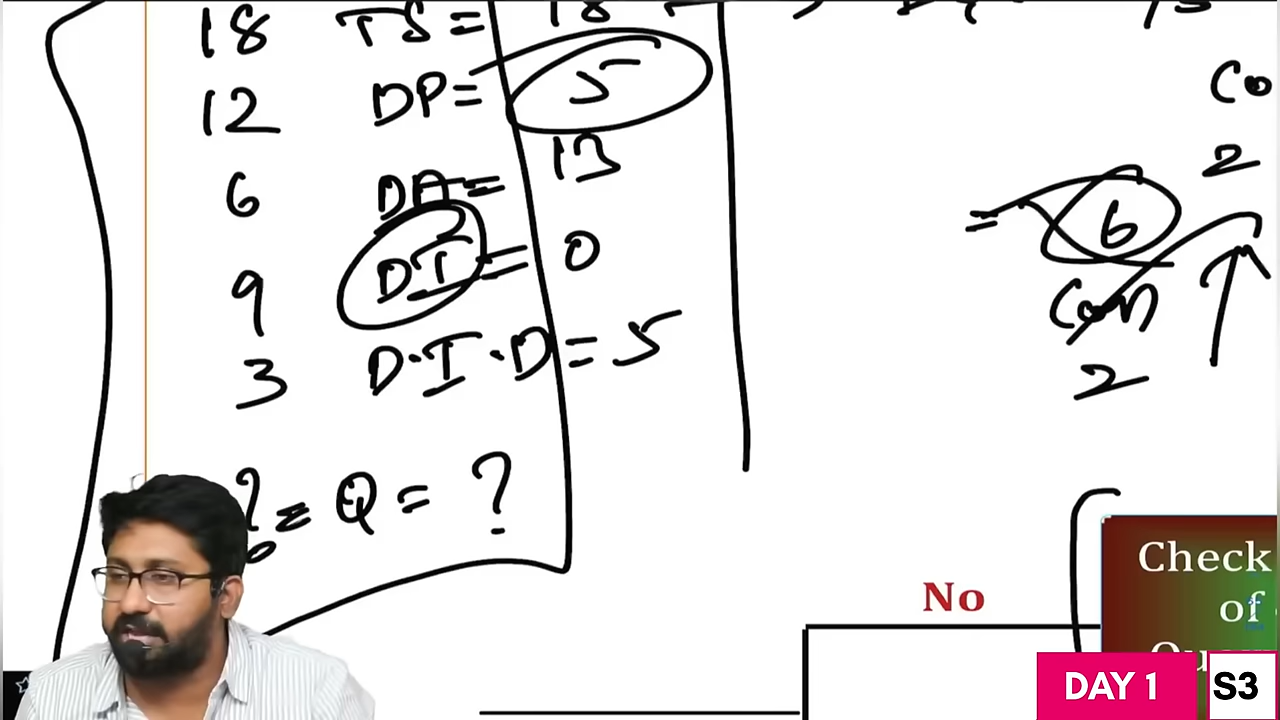 18 TS = 18
12 DP = 5
6 DA = 13
9 DI = 0
3 D.I.D = 5
? = Q = ?
Co
2
= 6
Con
2
No
Check
of
DAY 1 S3